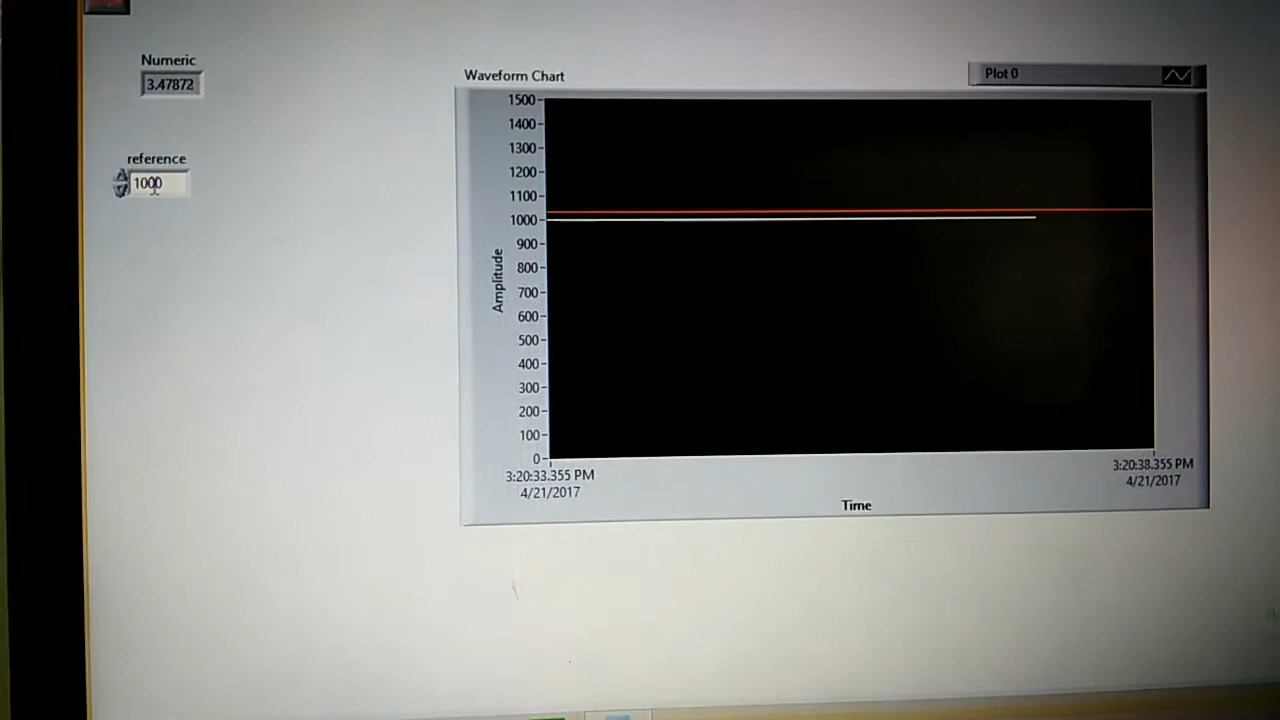 Numeric
3.47872
reference
1000
Waveform Chart
Plot 0
1500
1400
1300
1200
1100
1000
900
800
700
600
500
400
300
200
100
0
Amplitude
3:20:33.355 PM
4/21/2017
3:20:38.355 PM
4/21/2017
Time